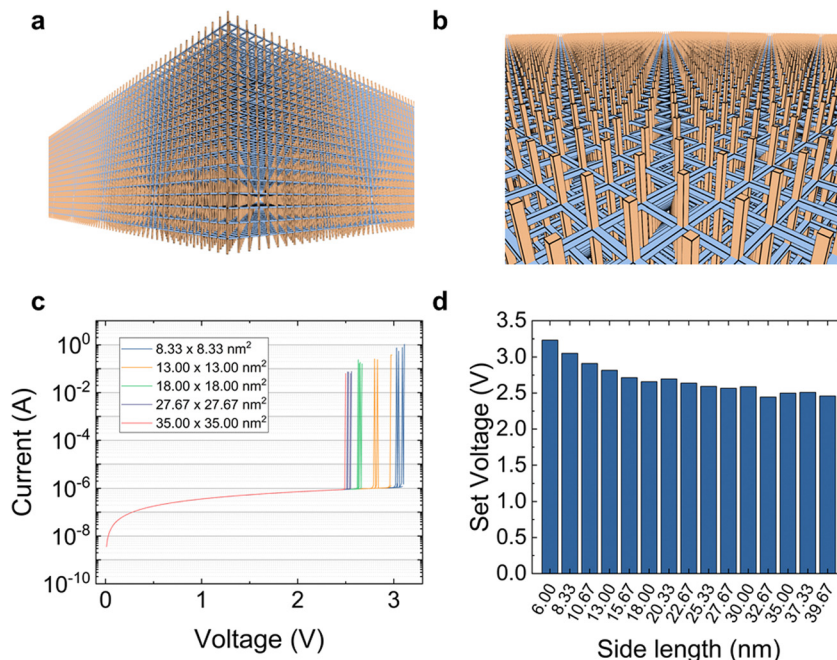 a
b
c
8.33 x 8.33 nm²
13.00 x 13.00 nm²
18.00 x 18.00 nm²
27.67 x 27.67 nm²
35.00 x 35.00 nm²
10⁰
10⁻²
10⁻⁴
10⁻⁶
10⁻⁸
10⁻¹⁰
Current (A)
0 1 2 3
Voltage (V)
d
3.5
3.0
2.5
2.0
1.5
1.0
0.5
0.0
Set Voltage (V)
6.00 8.33 10.67 13.00 15.67 18.00 20.33 22.67 25.33 27.67 30.00 32.67 35.00 37.33 39.67
Side length (nm)